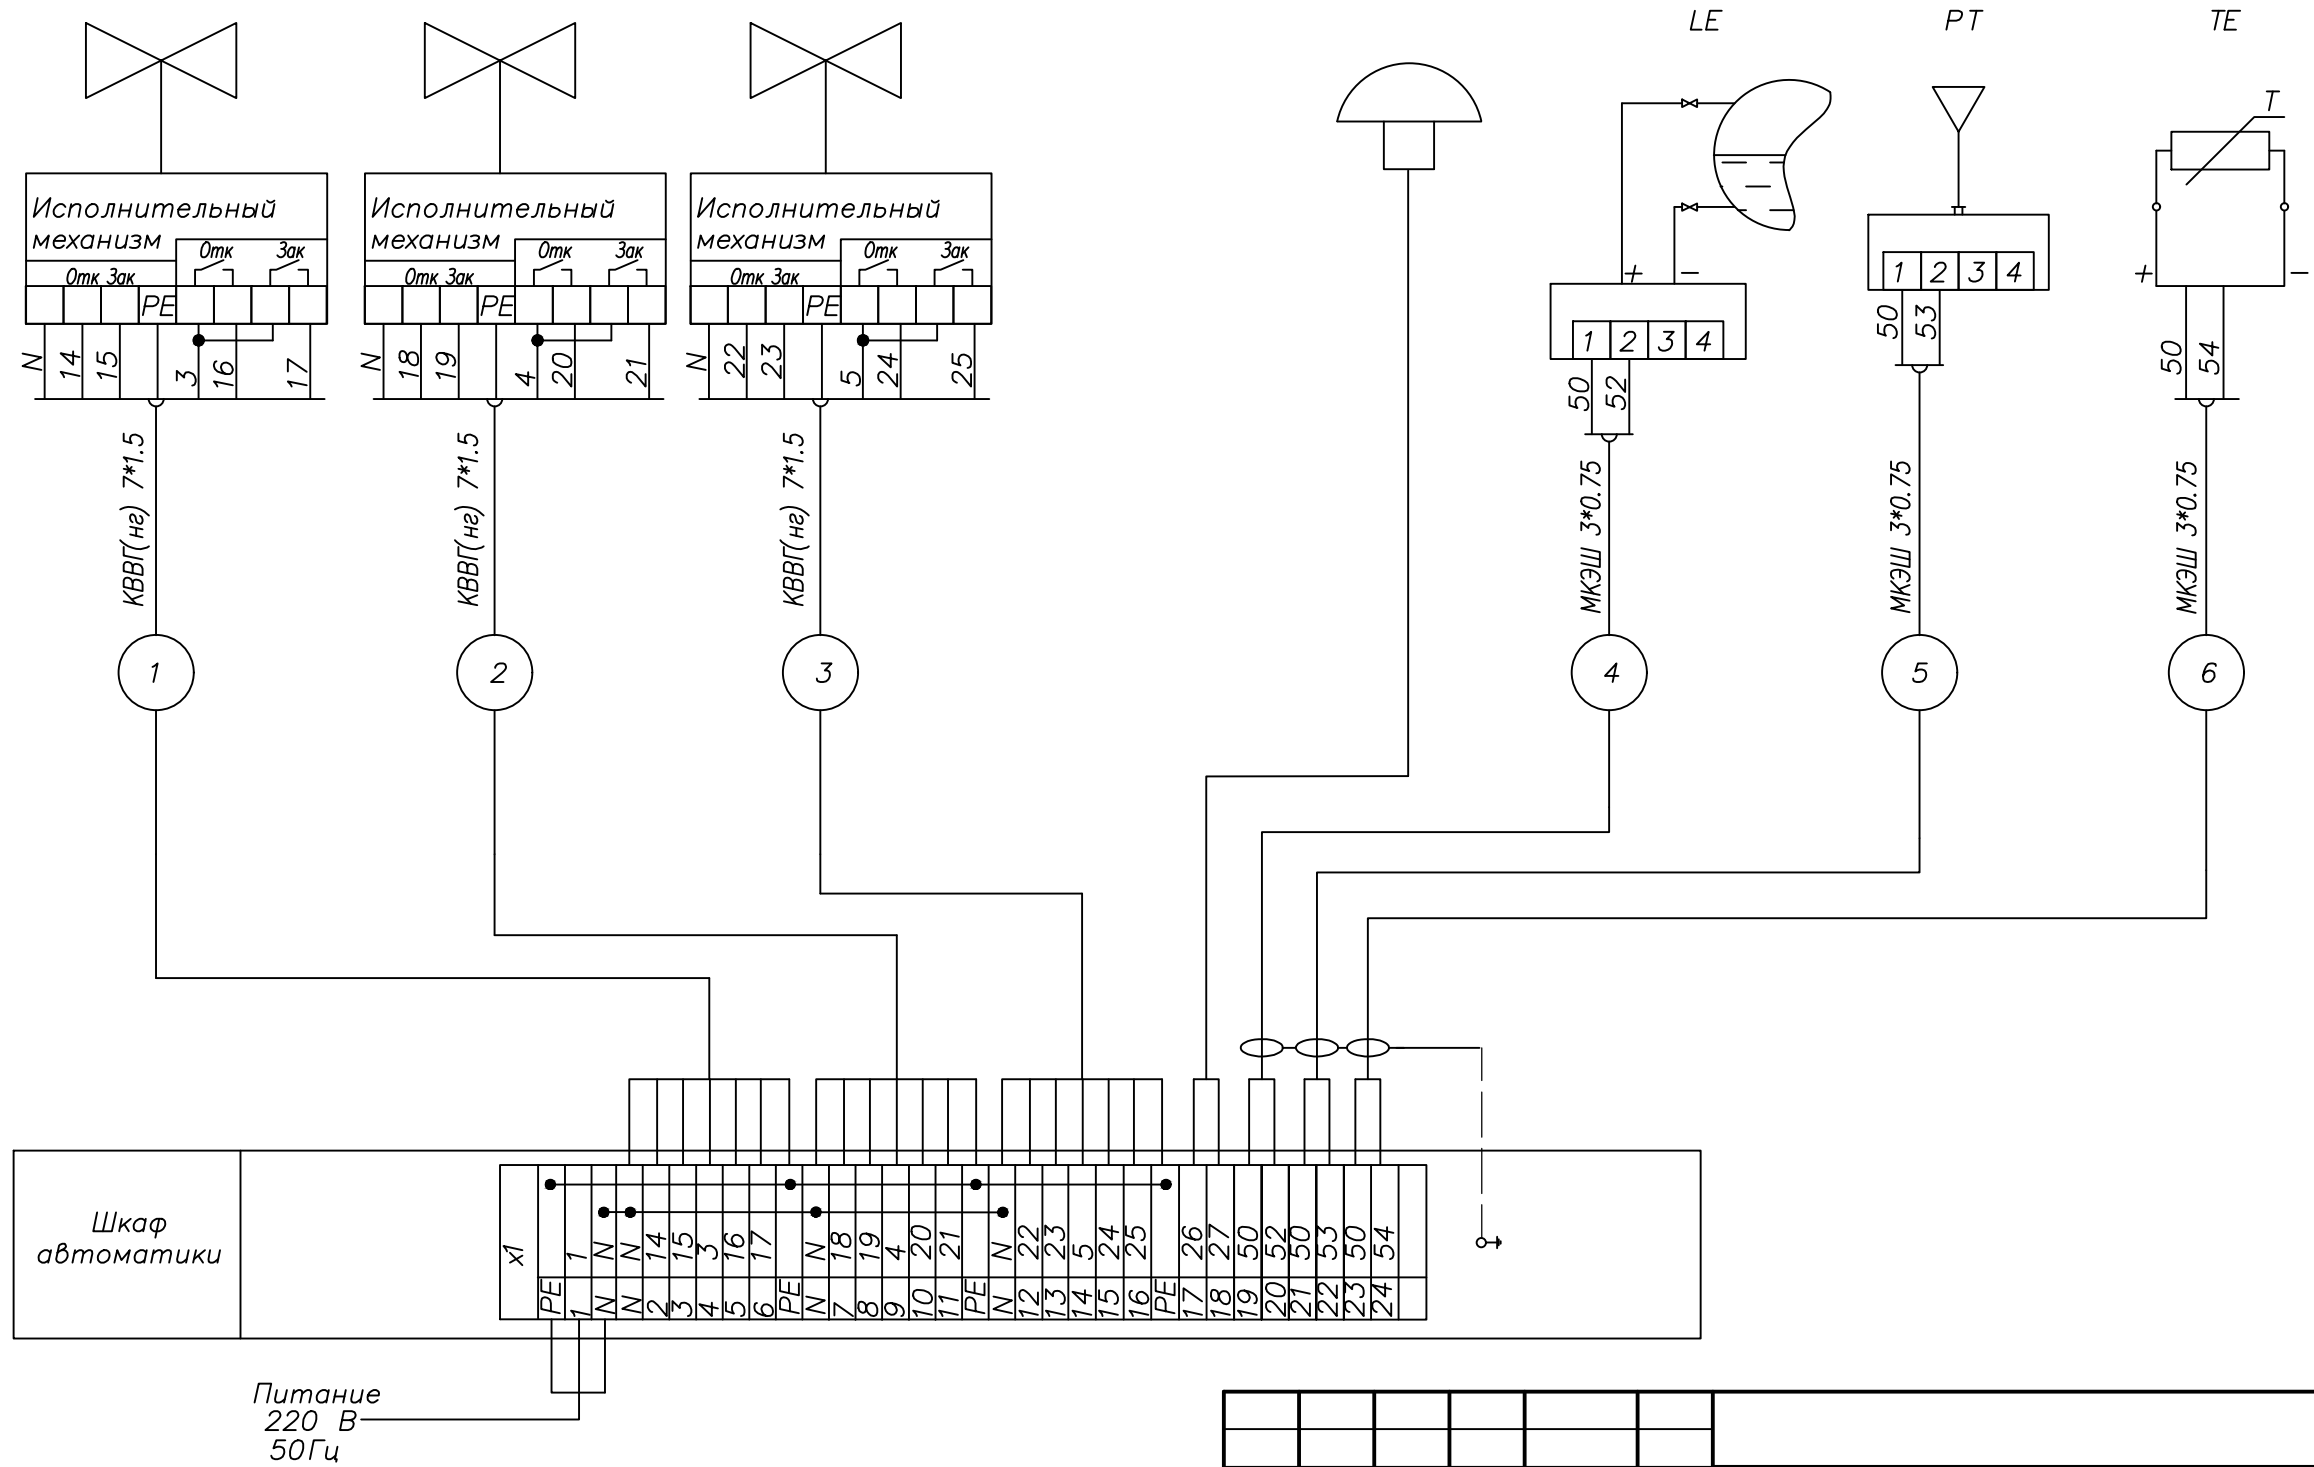 LE
PT
TE
T
Исполнительный
механизм
Отк
Зак
Отк Зак
PE
Исполнительный
механизм
Отк
Зак
Отк Зак
PE
Исполнительный
механизм
Отк
Зак
Отк Зак
PE
+
−
1 2 3 4
1 2 3 4
+
−
N 14 15 3 16 17
N 18 19 4 20 21
N 22 23 5 24 25
50 52
50 53
50 54
КВВГ(нг) 7*1.5
КВВГ(нг) 7*1.5
КВВГ(нг) 7*1.5
МКЭШ 3*0.75
МКЭШ 3*0.75
МКЭШ 3*0.75
1
2
3
4
5
6
Шкаф
автоматики
x1
1 N N 14 15 3 16 17 N 18 19 4 20 21 N 22 23 5 24 25 26 27 50 52 50 53 50 54
PE 1 N N 2 3 4 5 6 PE N 7 8 9 10 11 PE N 12 13 14 15 16 PE 17 18 19 20 21 22 23 24
Питание
220 В
50Гц